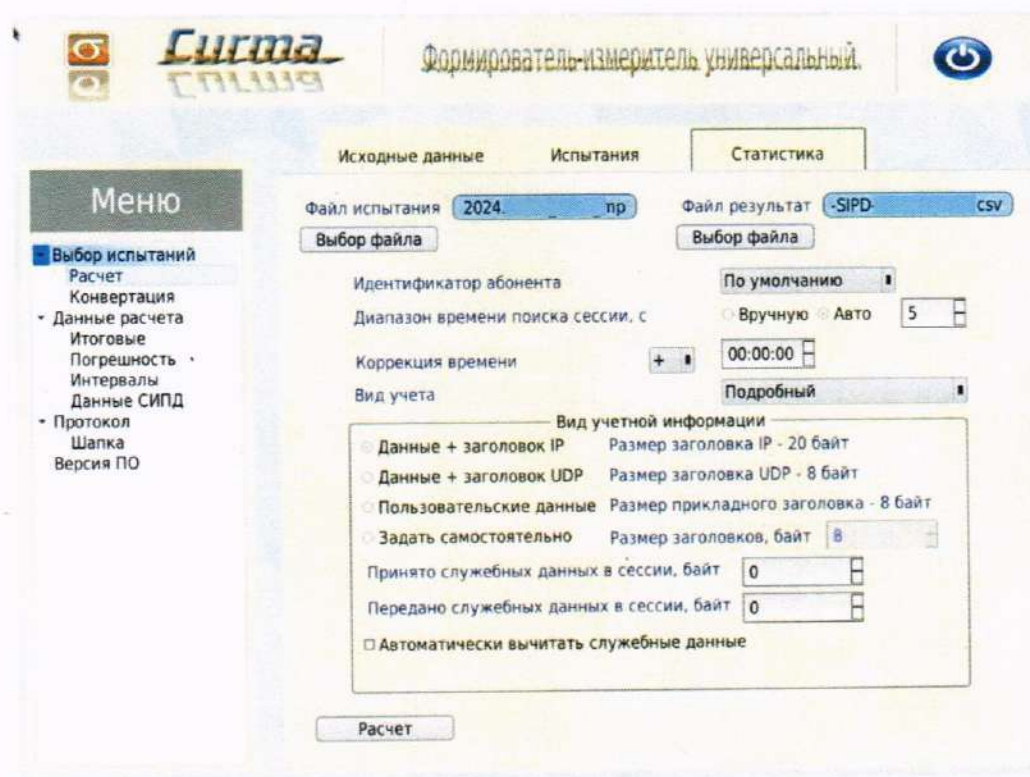 σ Сигта Формирователь-измеритель универсальный.
Исходные данные Испытания Статистика
Меню
Файл испытания 2024. _ _ _пр Файл результат -SIPD- csv
Выбор файла Выбор файла
Выбор испытаний
Расчет
Конвертация
Данные расчета
Итоговые
Погрешность
Интервалы
Данные СИПД
Протокол
Шапка
Версия ПО
Идентификатор абонента По умолчанию
Диапазон времени поиска сессии, с Вручную Авто 5
Коррекция времени + 00:00:00
Вид учета Подробный
Вид учетной информации
Данные + заголовок IP Размер заголовка IP - 20 байт
Данные + заголовок UDP Размер заголовка UDP - 8 байт
Пользовательские данные Размер прикладного заголовка - 8 байт
Задать самостоятельно Размер заголовков, байт 8
Принято служебных данных в сессии, байт 0
Передано служебных данных в сессии, байт 0
Автоматически вычитать служебные данные
Расчет